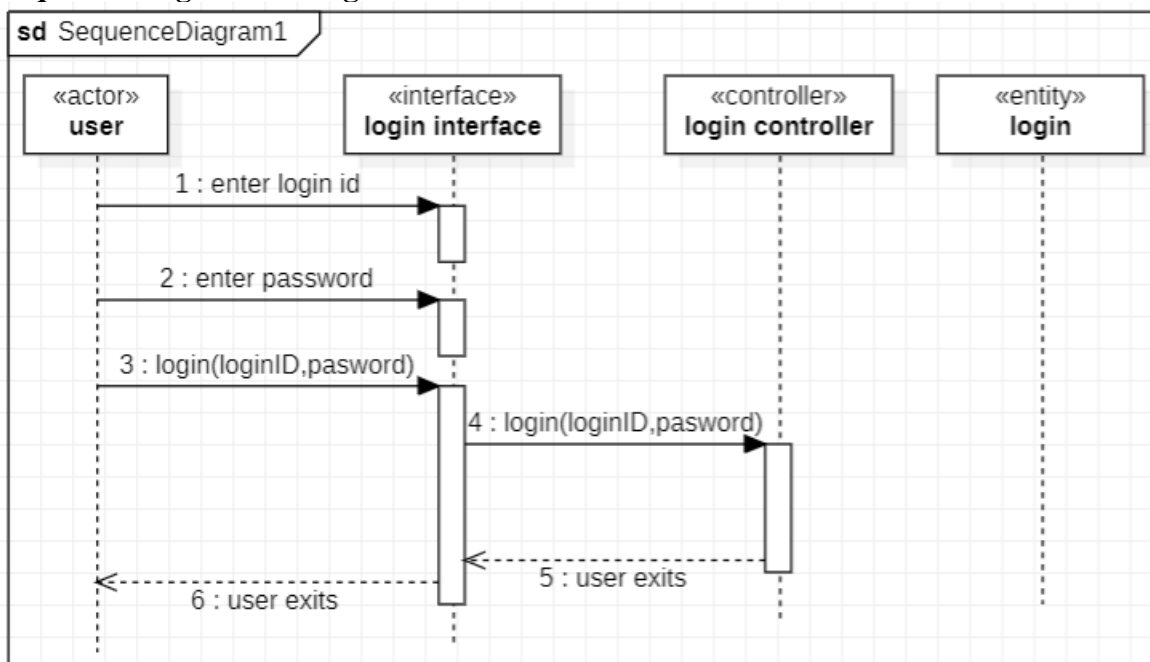 sd SequenceDiagram1
«actor»
user
«interface»
login interface
«controller»
login controller
«entity»
login
1 : enter login id
2 : enter password
3 : login(loginID,pasword)
4 : login(loginID,pasword)
5 : user exits
6 : user exits